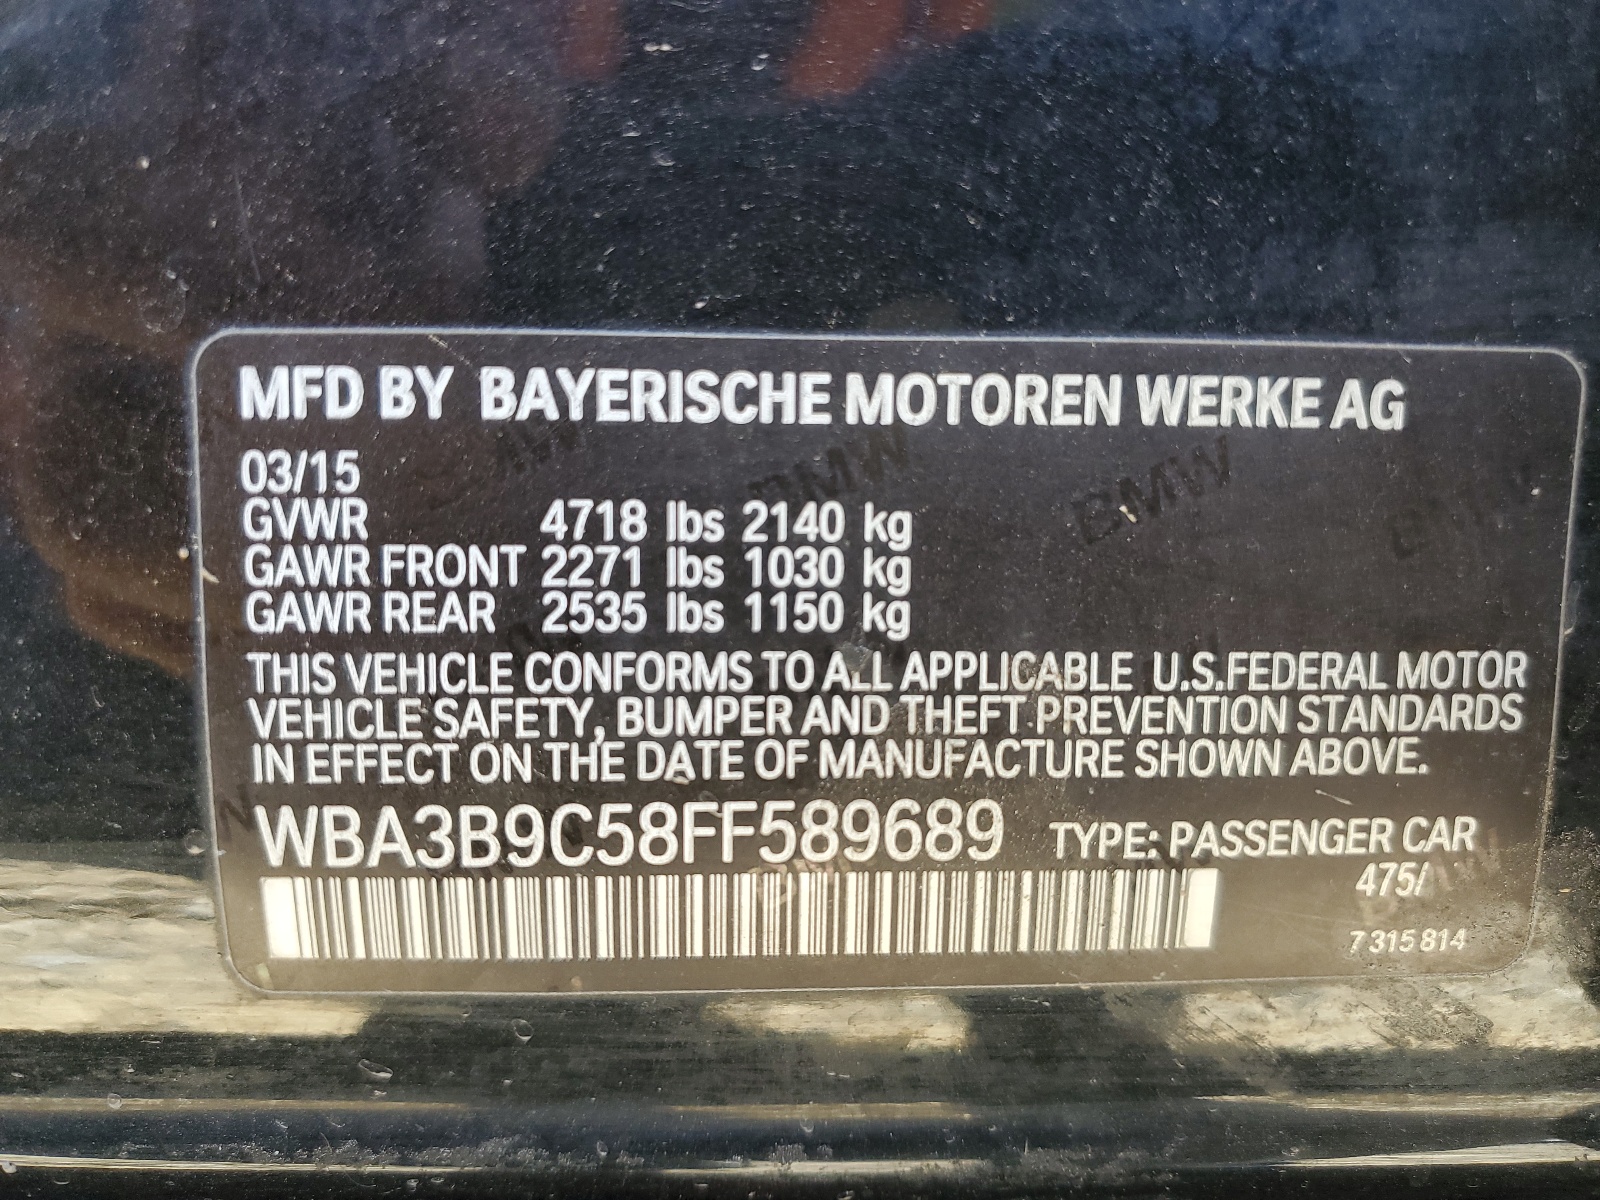 MFD BY BAYERISCHE MOTOREN WERKE AG
03/15
GVWR 4718 lbs 2140 kg
GAWR FRONT 2271 lbs 1030 kg
GAWR REAR 2535 lbs 1150 kg
THIS VEHICLE CONFORMS TO ALL APPLICABLE U.S.FEDERAL MOTOR
VEHICLE SAFETY, BUMPER AND THEFT PREVENTION STANDARDS
IN EFFECT ON THE DATE OF MANUFACTURE SHOWN ABOVE.
WBA3B9C58FF589689 TYPE: PASSENGER CAR
475/
7 315 814
BMW
BMW
BMW